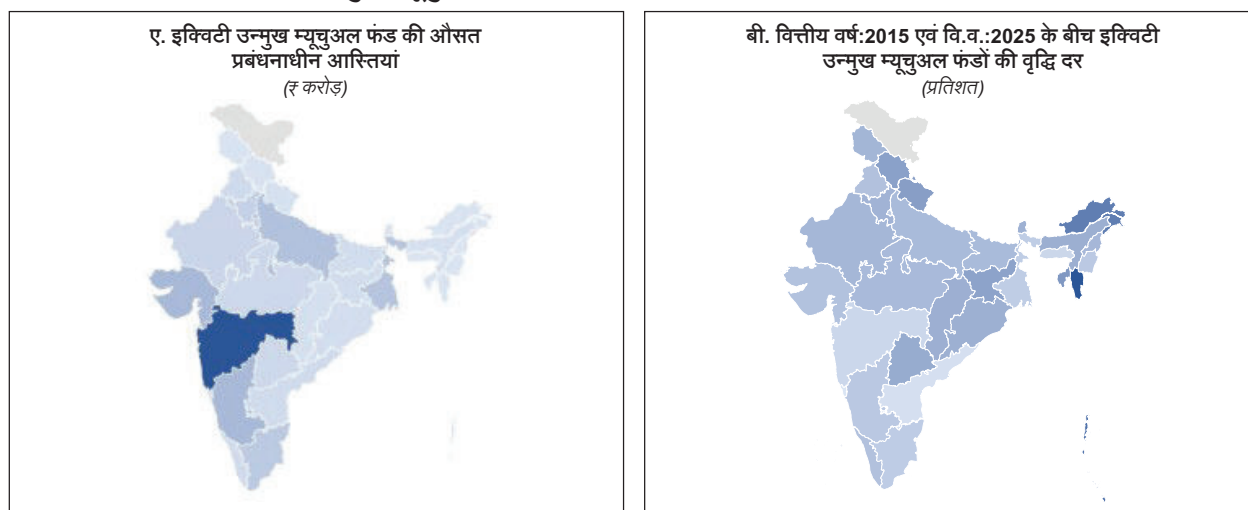 ए. इक्विटी उन्मुख म्यूचुअल फंड की औसत
प्रबंधनाधीन आस्तियां
(₹ करोड़)
बी. वित्तीय वर्ष:2015 एवं वि.व.:2025 के बीच इक्विटी
उन्मुख म्यूचुअल फंडों की वृद्धि दर
(प्रतिशत)